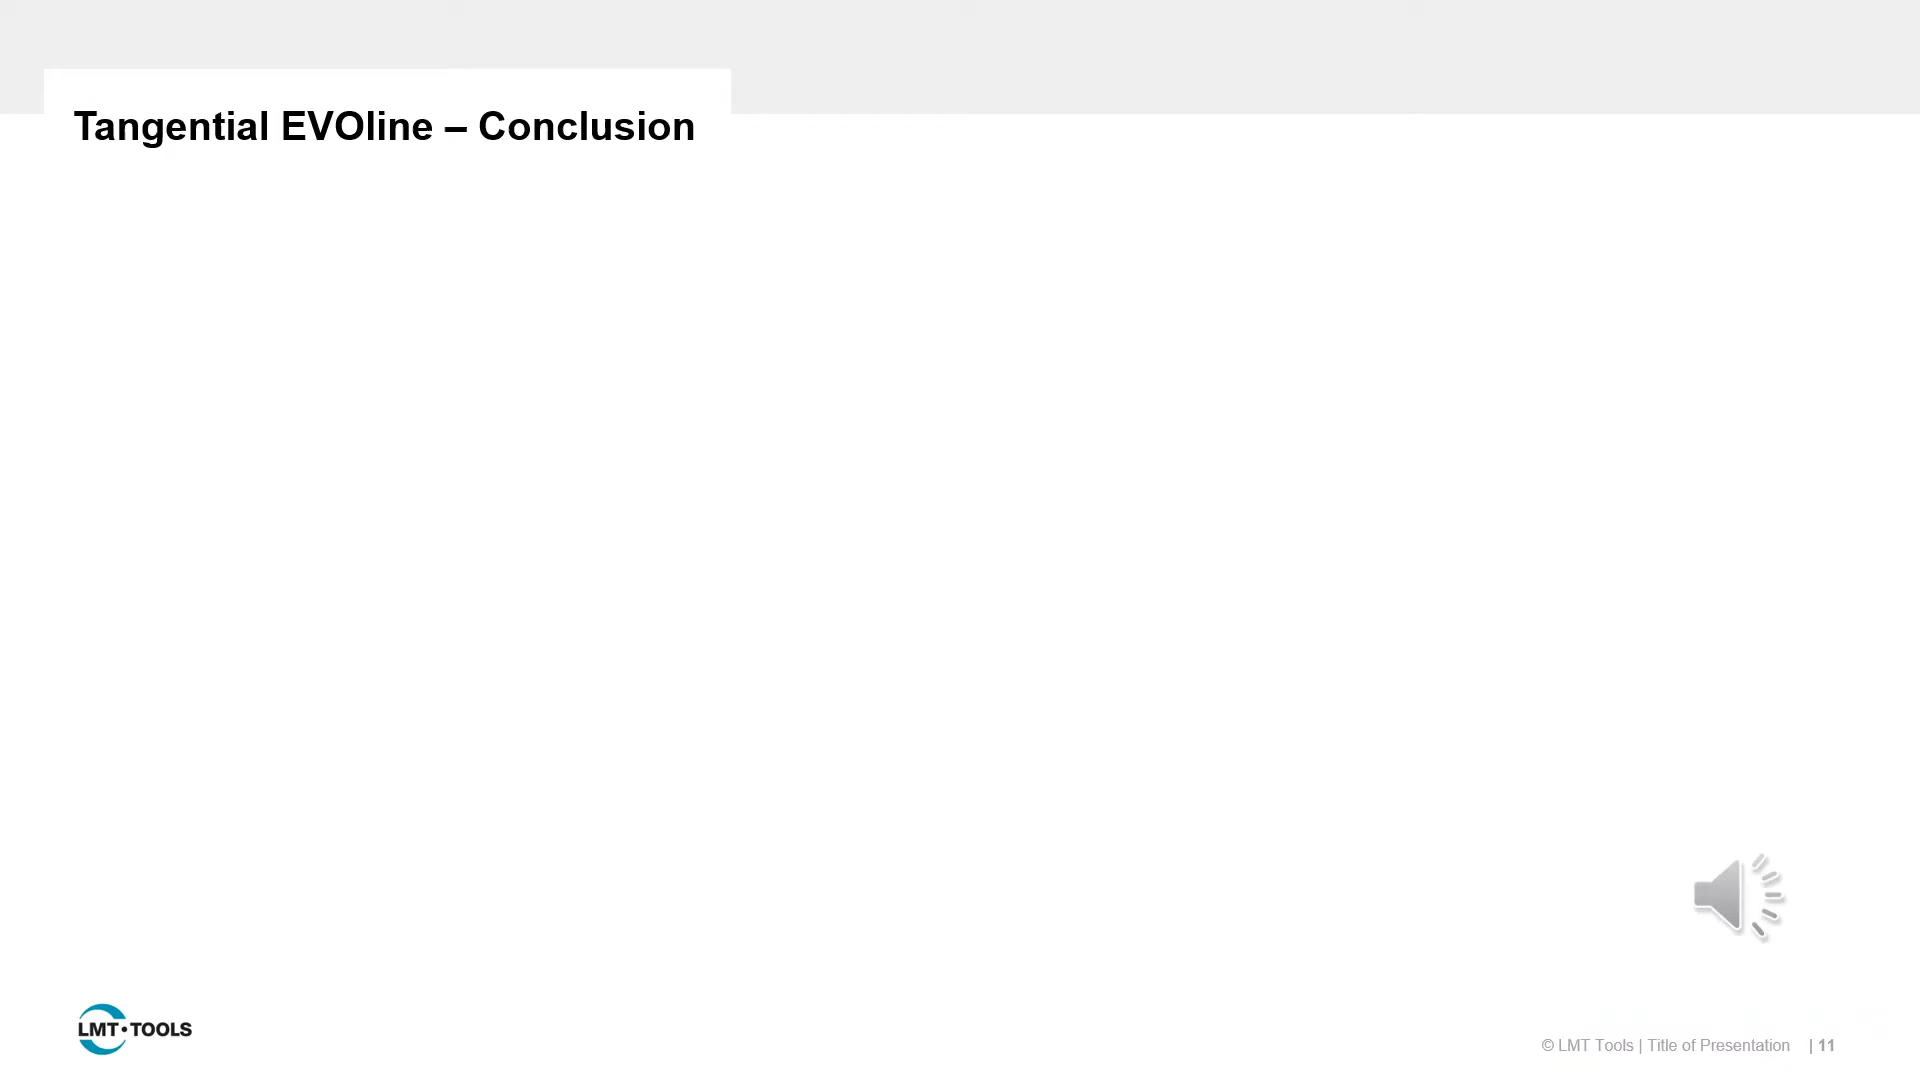 Tangential EVOline – Conclusion
LMT•TOOLS
© LMT Tools | Title of Presentation | 11